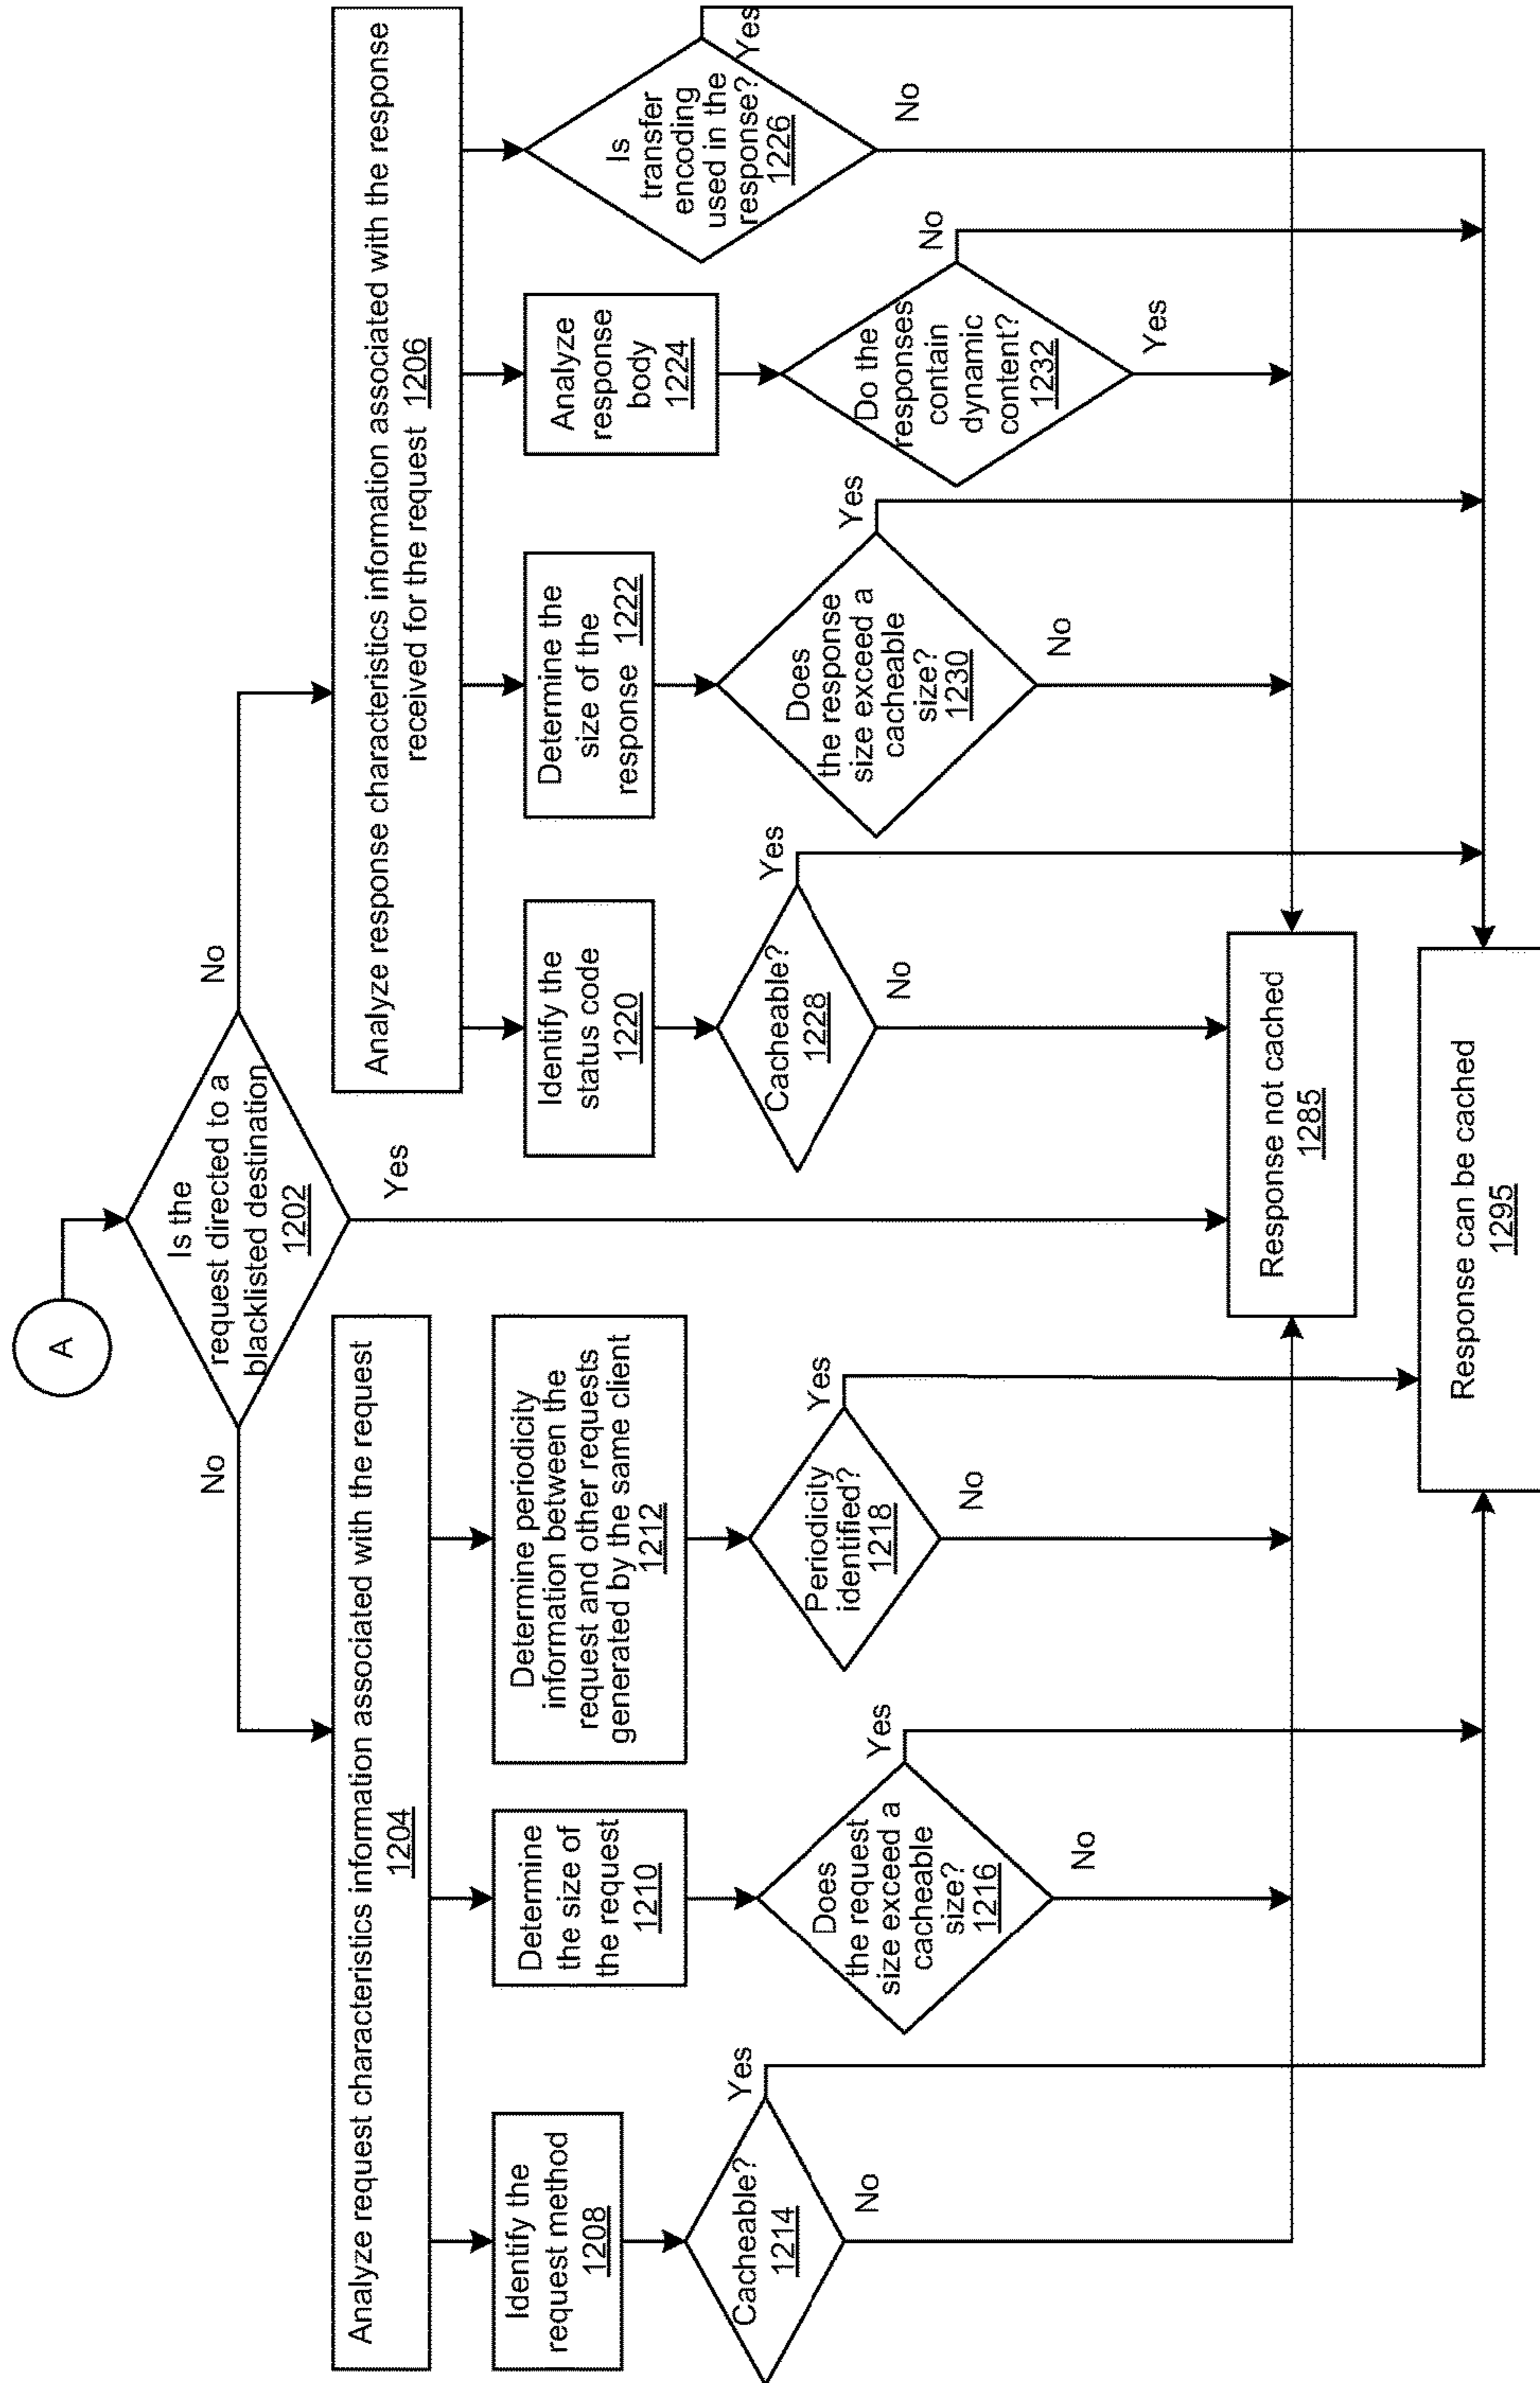 A
Is the
request directed to a
blacklisted destination
1202
No
Yes
No
Analyze request characteristics information associated with the request
1204
Analyze response characteristics information associated with the response
received for the request 1206
Identify the
request method
1208
Determine
the size of
the request
1210
Determine periodicity
information between the
request and other requests
generated by the same client
1212
Identify the
status code
1220
Determine the
size of the
response 1222
Analyze
response
body
1224
Is
transfer
encoding
used in the
response?
1226
Yes
No
Cacheable?
1214
Yes
No
Does
the request
size exceed a
cacheable
size?
1216
Yes
No
Periodicity
identified?
1218
Yes
No
Cacheable?
1228
Yes
No
Does
the response
size exceed a
cacheable
size?
1230
Yes
No
Do the
responses
contain
dynamic
content?
1232
No
Yes
Response not cached
1285
Response can be cached
1295